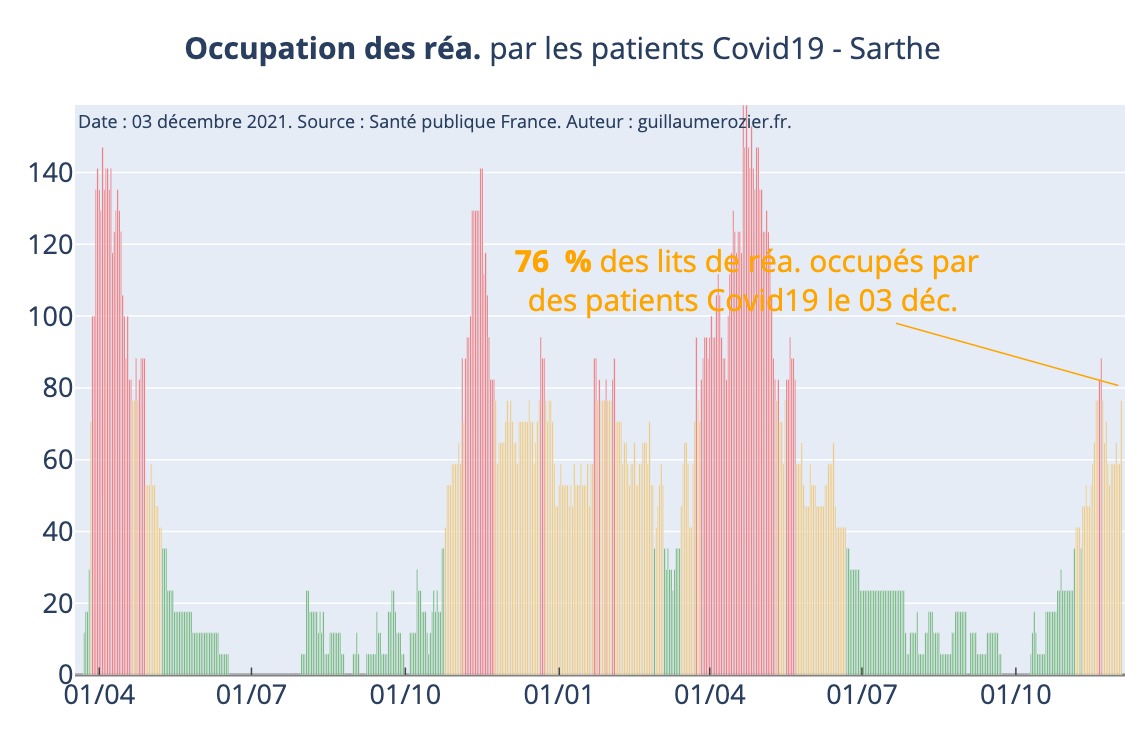 Occupation des réa. par les patients Covid19 - Sarthe
Date : 03 décembre 2021. Source : Santé publique France. Auteur : guillaumerozier.fr.
140
120
76 % des lits de réa. occupés par
des patients Covid19 le 03 déc.
100
80
60
40
20
0
01/04 01/07 01/10 01/01 01/04 01/07 01/10